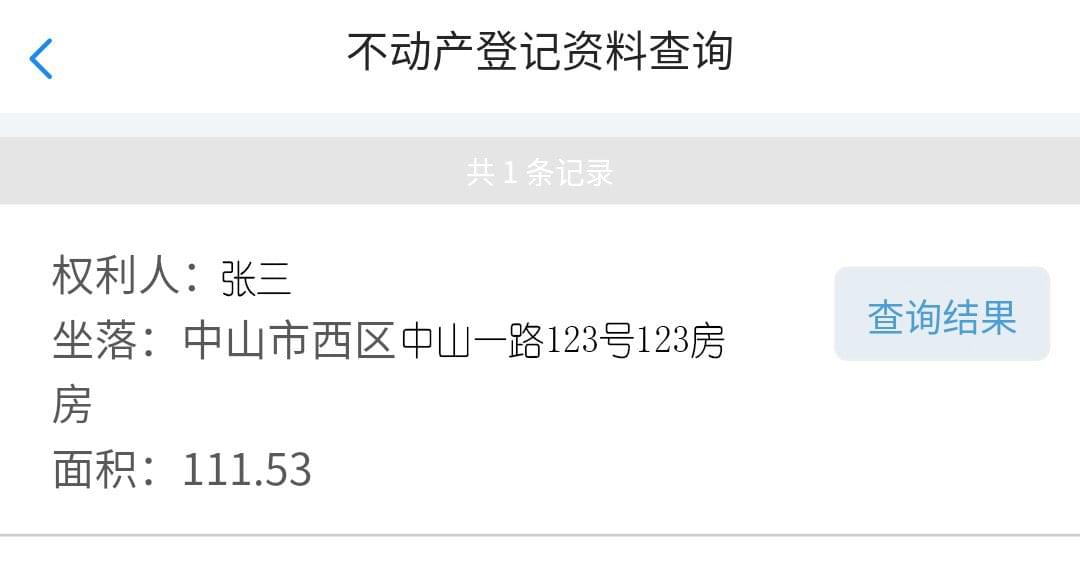 不动产登记资料查询
共 1 条记录
权利人：张三
坐落：中山市西区中山一路123号123房
房
面积：111.53
查询结果